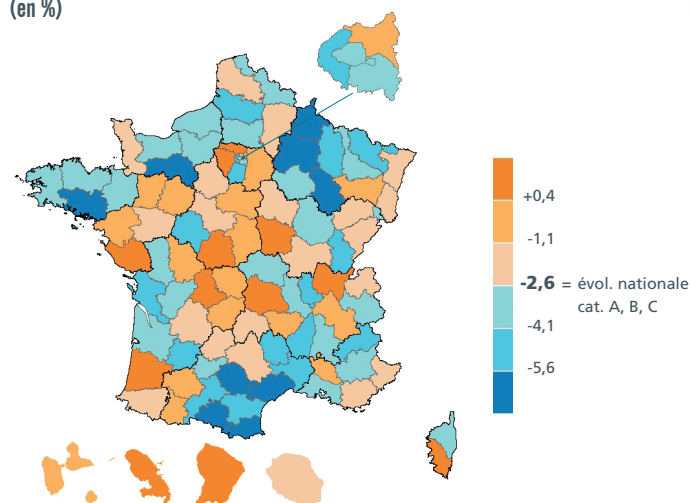 (en %)
+0,4
-1,1
-2,6 = évol. nationale
cat. A, B, C
-4,1
-5,6